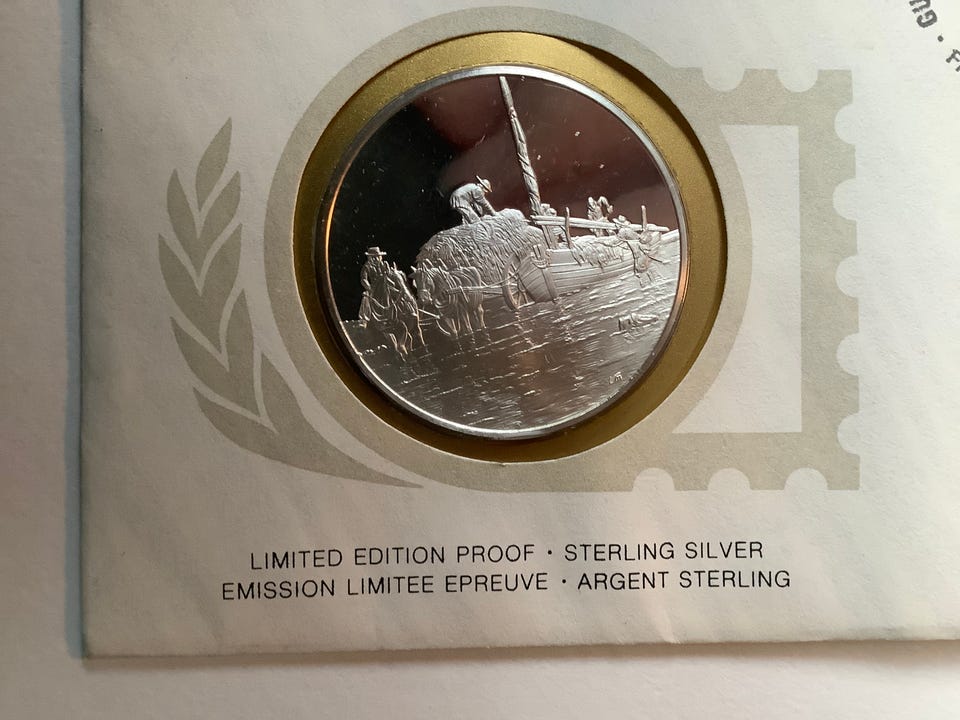 LIMITED EDITION PROOF · STERLING SILVER
EMISSION LIMITEE EPREUVE · ARGENT STERLING